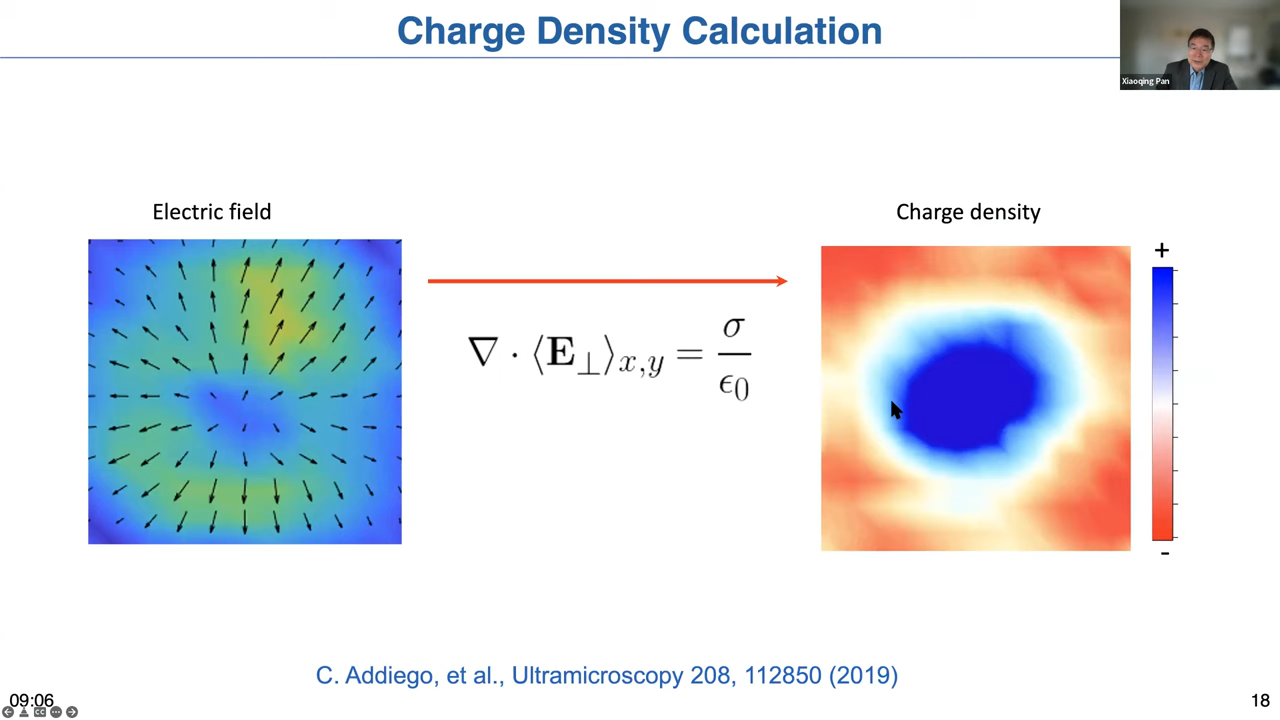 Charge Density Calculation
Xiaoqing Pan
Electric field
Charge density
∇ · ⟨E⊥⟩x,y = σ/ϵ0
+
-
C. Addiego, et al., Ultramicroscopy 208, 112850 (2019)
09:06
CC
18